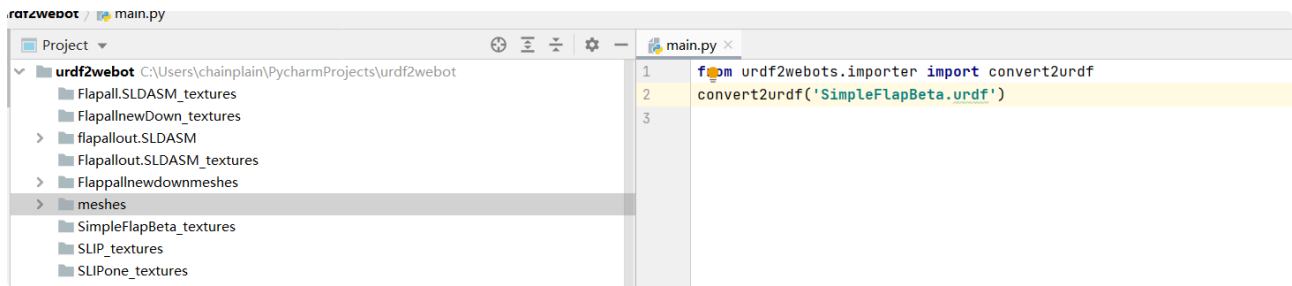 urdf2webot / main.py
Project
main.py
urdf2webot C:\Users\chainplain\PycharmProjects\urdf2webot
Flapall.SLDASM_textures
FlapallnewDown_textures
flapallout.SLDASM
Flapallout.SLDASM_textures
Flappallnewdownmeshes
meshes
SimpleFlapBeta_textures
SLIP_textures
SLIPone_textures
1 from urdf2webots.importer import convert2urdf
2 convert2urdf('SimpleFlapBeta.urdf')
3